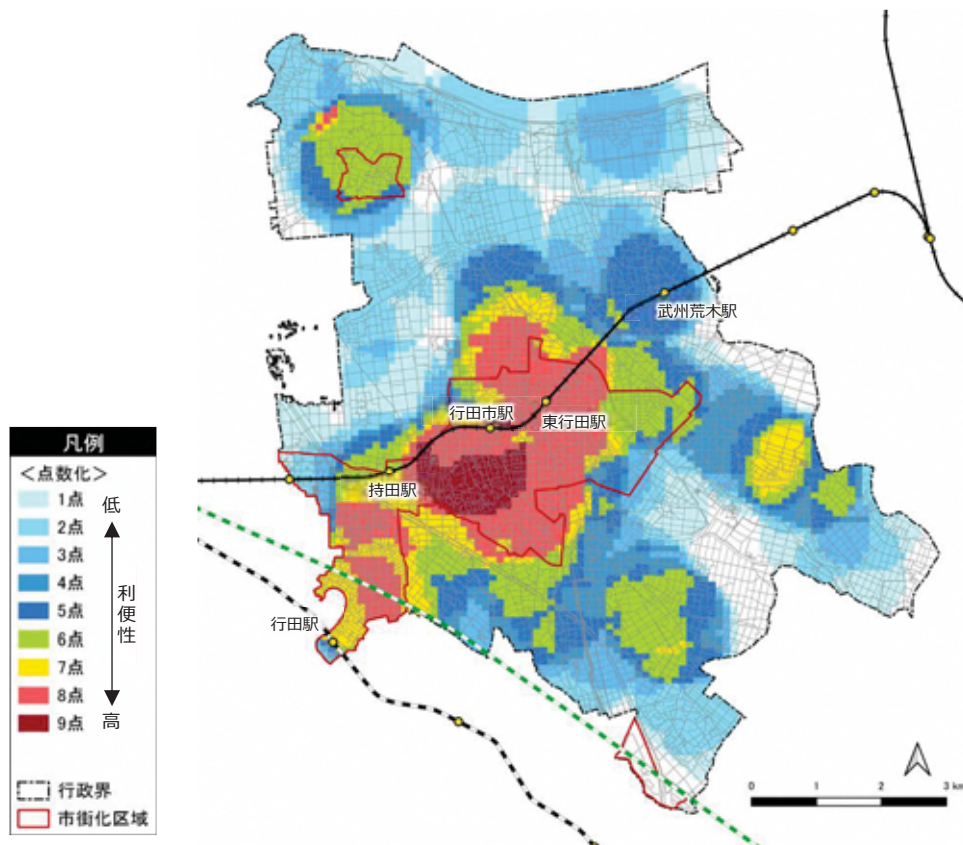 武州荒木駅
行田市駅
東行田駅
持田駅
行田駅
凡例
<点数化>
1点
2点
3点
4点
5点
6点
7点
8点
9点
低
利便性
高
行政界
市街化区域
0 1 2 3 km